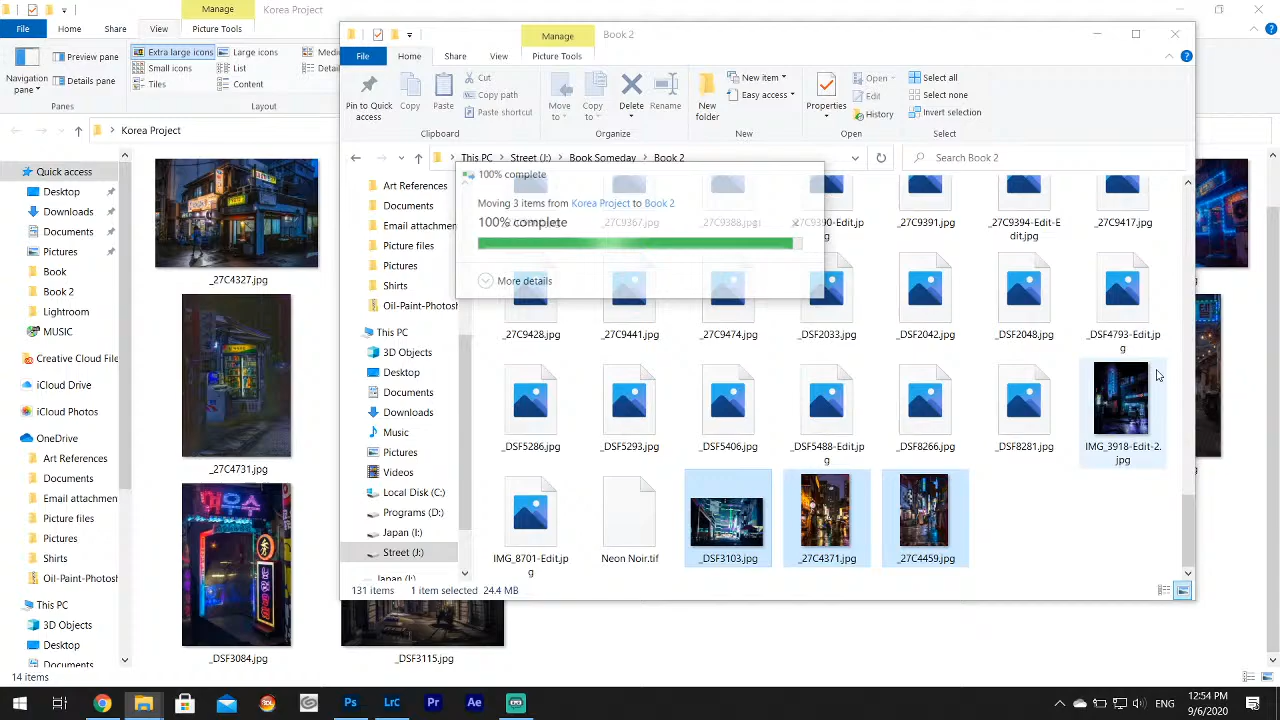 Manage
Korea Project
File
Home
Share
View
Picture Tools
Navigation
pane
Preview pane
Details pane
Panes
Extra large icons
Large icons
Small icons
List
Tiles
Content
Layout
Korea Project
Quick access
Desktop
Downloads
Documents
Pictures
Book
Book 2
Lightroom
MUSIC
Creative Cloud File
iCloud Drive
iCloud Photos
OneDrive
Art References
Documents
Email attachmen
Picture files
Pictures
Shirts
Oil-Paint-Photosh
This PC
3D Objects
Desktop
Documents
_27C4327.jpg
_27C4731.jpg
_DSF3084.jpg
_DSF3115.jpg
14 items
Manage
Book 2
File
Home
Share
View
Picture Tools
Pin to Quick
access
Copy
Paste
Cut
Copy path
Paste shortcut
Clipboard
Move
to
Copy
to
Delete
Rename
Organize
New
folder
New item
Easy access
New
Properties
Open
Edit
History
Open
Select all
Select none
Invert selection
Select
This PC
Street (J:)
Book Someday
Book 2
Search Book 2
Art References
Documents
Email attachmen
Picture files
Pictures
Shirts
Oil-Paint-Photosh
This PC
3D Objects
Desktop
Documents
Downloads
Music
Pictures
Videos
Local Disk (C:)
Programs (D:)
Japan (I:)
Street (J:)
Japan (I:)
100% complete
Moving 3 items from Korea Project to Book 2
100% complete
More details
_27C9367.jpg
_27C9388.jpg
_27C9391.jpg
_27C9394-Edit-E
dit.jpg
_27C9417.jpg
_27C9428.jpg
_27C9441.jpg
_27C9474.jpg
_DSF2033.jpg
_DSF2042.jpg
_DSF2048.jpg
_DSF4793-Edit.jp
g
_DSF5286.jpg
_DSF5293.jpg
_DSF5406.jpg
_DSF5488-Edit.jp
g
_DSF8266.jpg
_DSF8281.jpg
IMG_3918-Edit-2.
jpg
IMG_8701-Edit.jp
g
Neon Noir.tif
_DSF3103.jpg
_27C4371.jpg
_27C4459.jpg
131 items
1 item selected
24.4 MB
Ps
Lrc
Pr
Ae
ENG
12:54 PM
9/6/2020